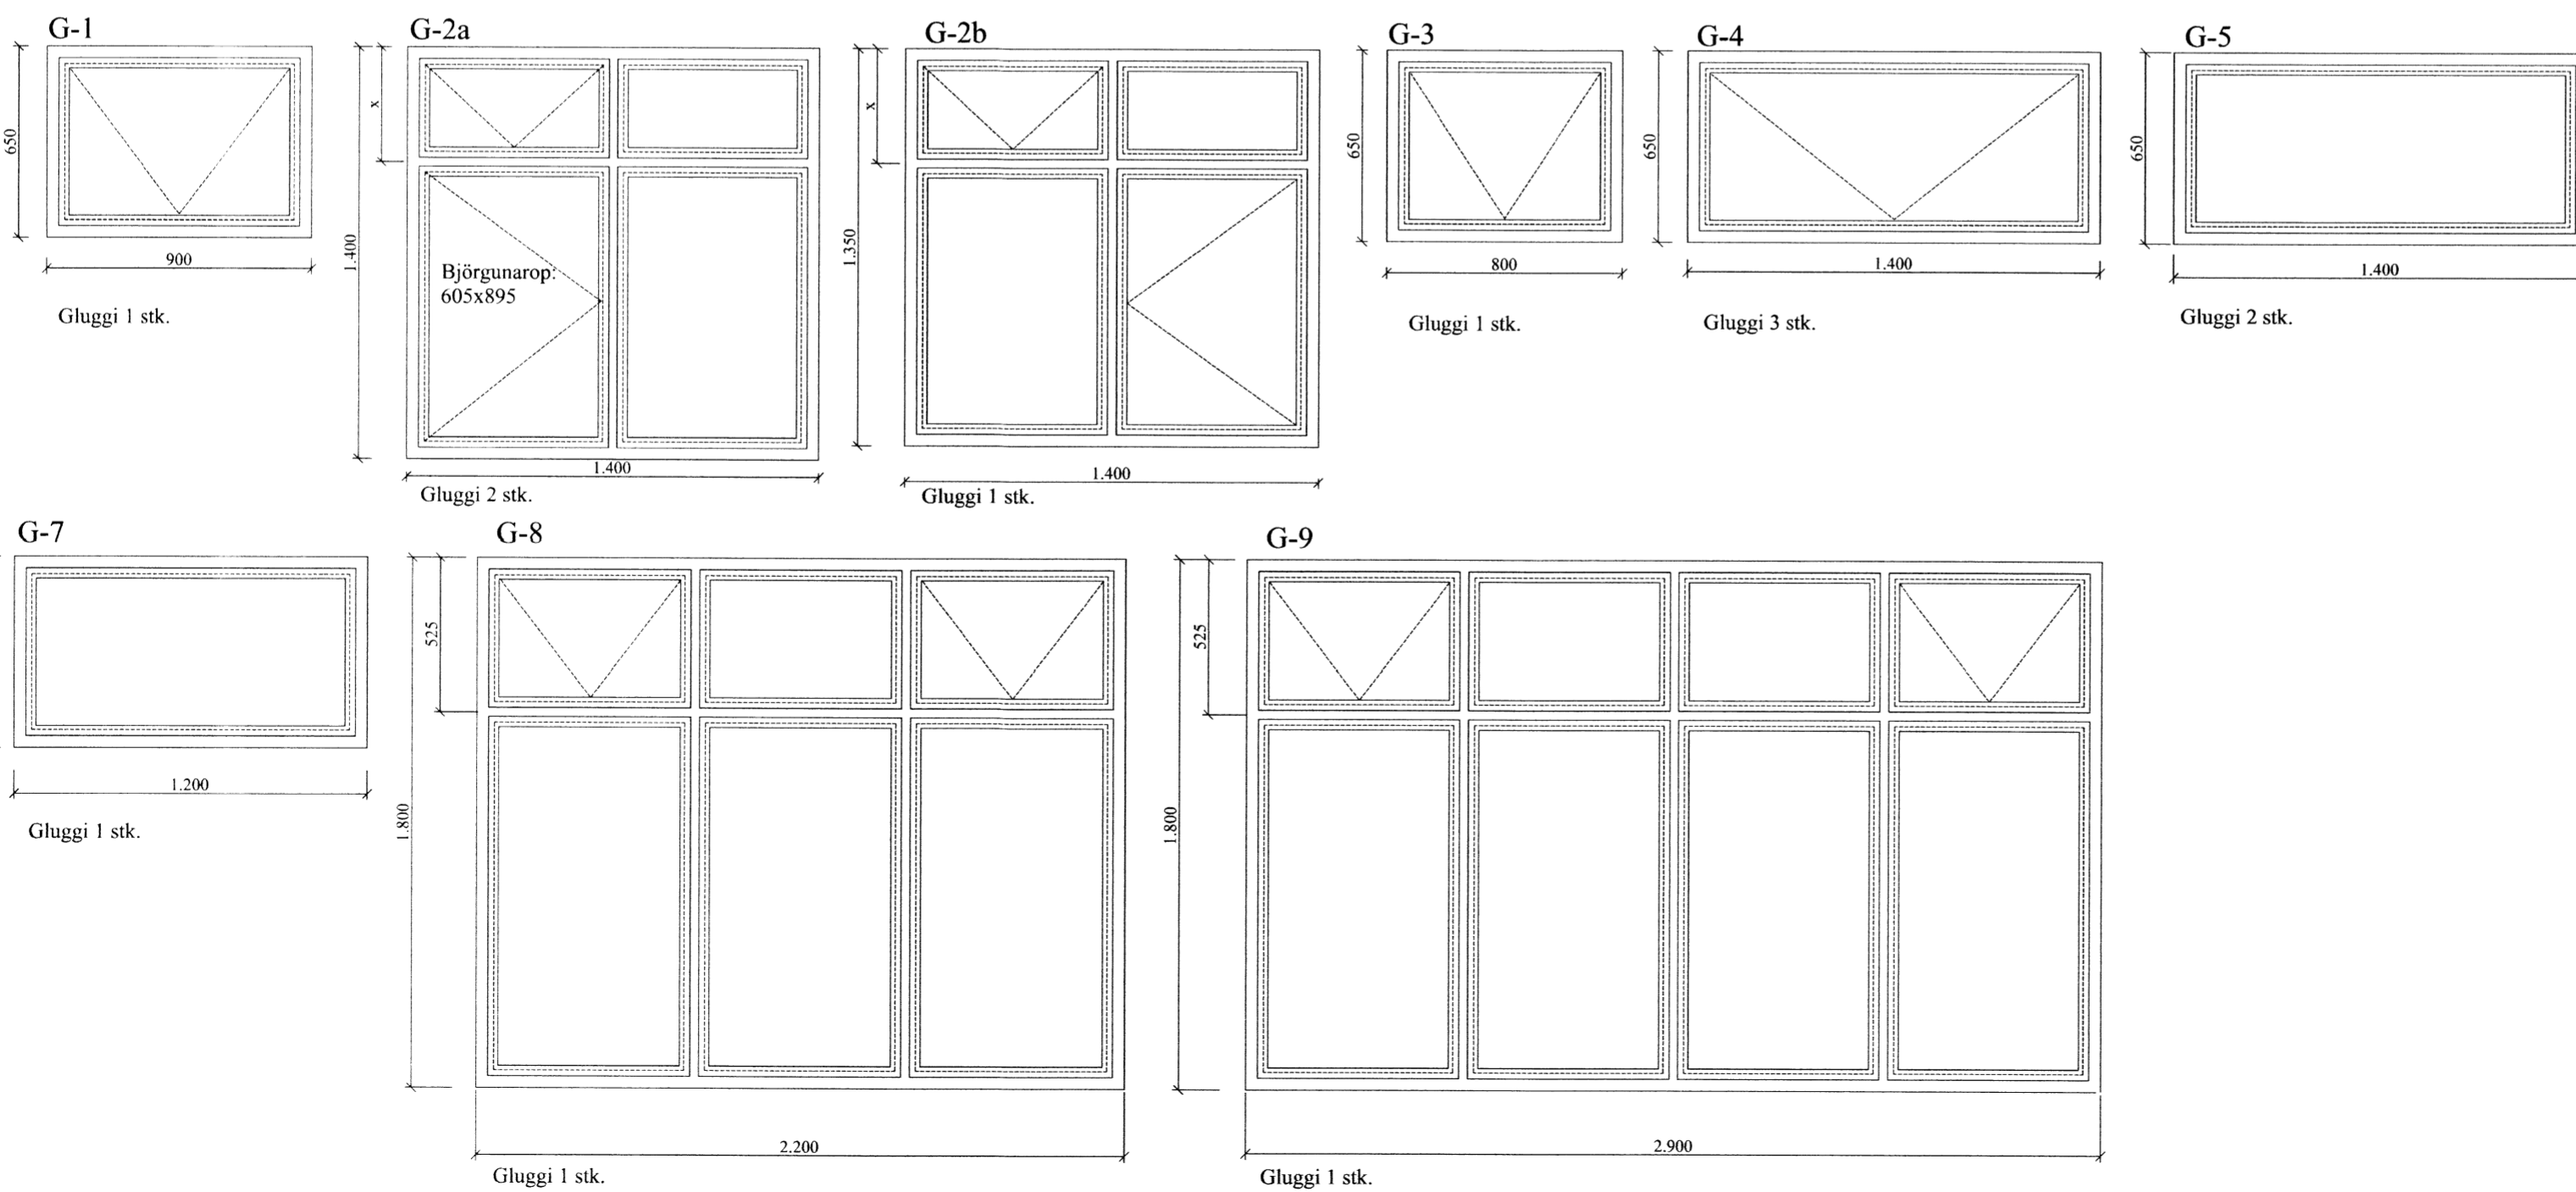 G-1
650
900
Gluggi 1 stk.
G-2a
x
1.400
Björgunarop:
605x895
1.400
Gluggi 2 stk.
G-2b
x
1.350
1.400
Gluggi 1 stk.
G-3
650
800
Gluggi 1 stk.
G-4
650
1.400
Gluggi 3 stk.
G-5
650
1.400
Gluggi 2 stk.
G-7
1.200
Gluggi 1 stk.
G-8
525
1.800
2.200
Gluggi 1 stk.
G-9
525
1.800
2.900
Gluggi 1 stk.